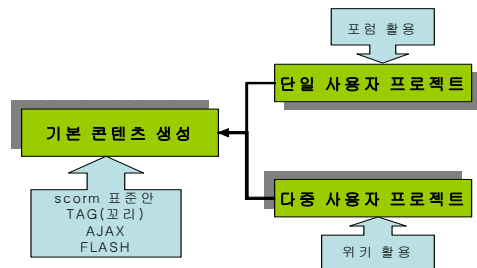 포럼 활용
단일 사용자 프로젝트
기본 콘텐츠 생성
scorm 표준안
TAG(꼬리)
AJAX
FLASH
다중 사용자 프로젝트
위키 활용